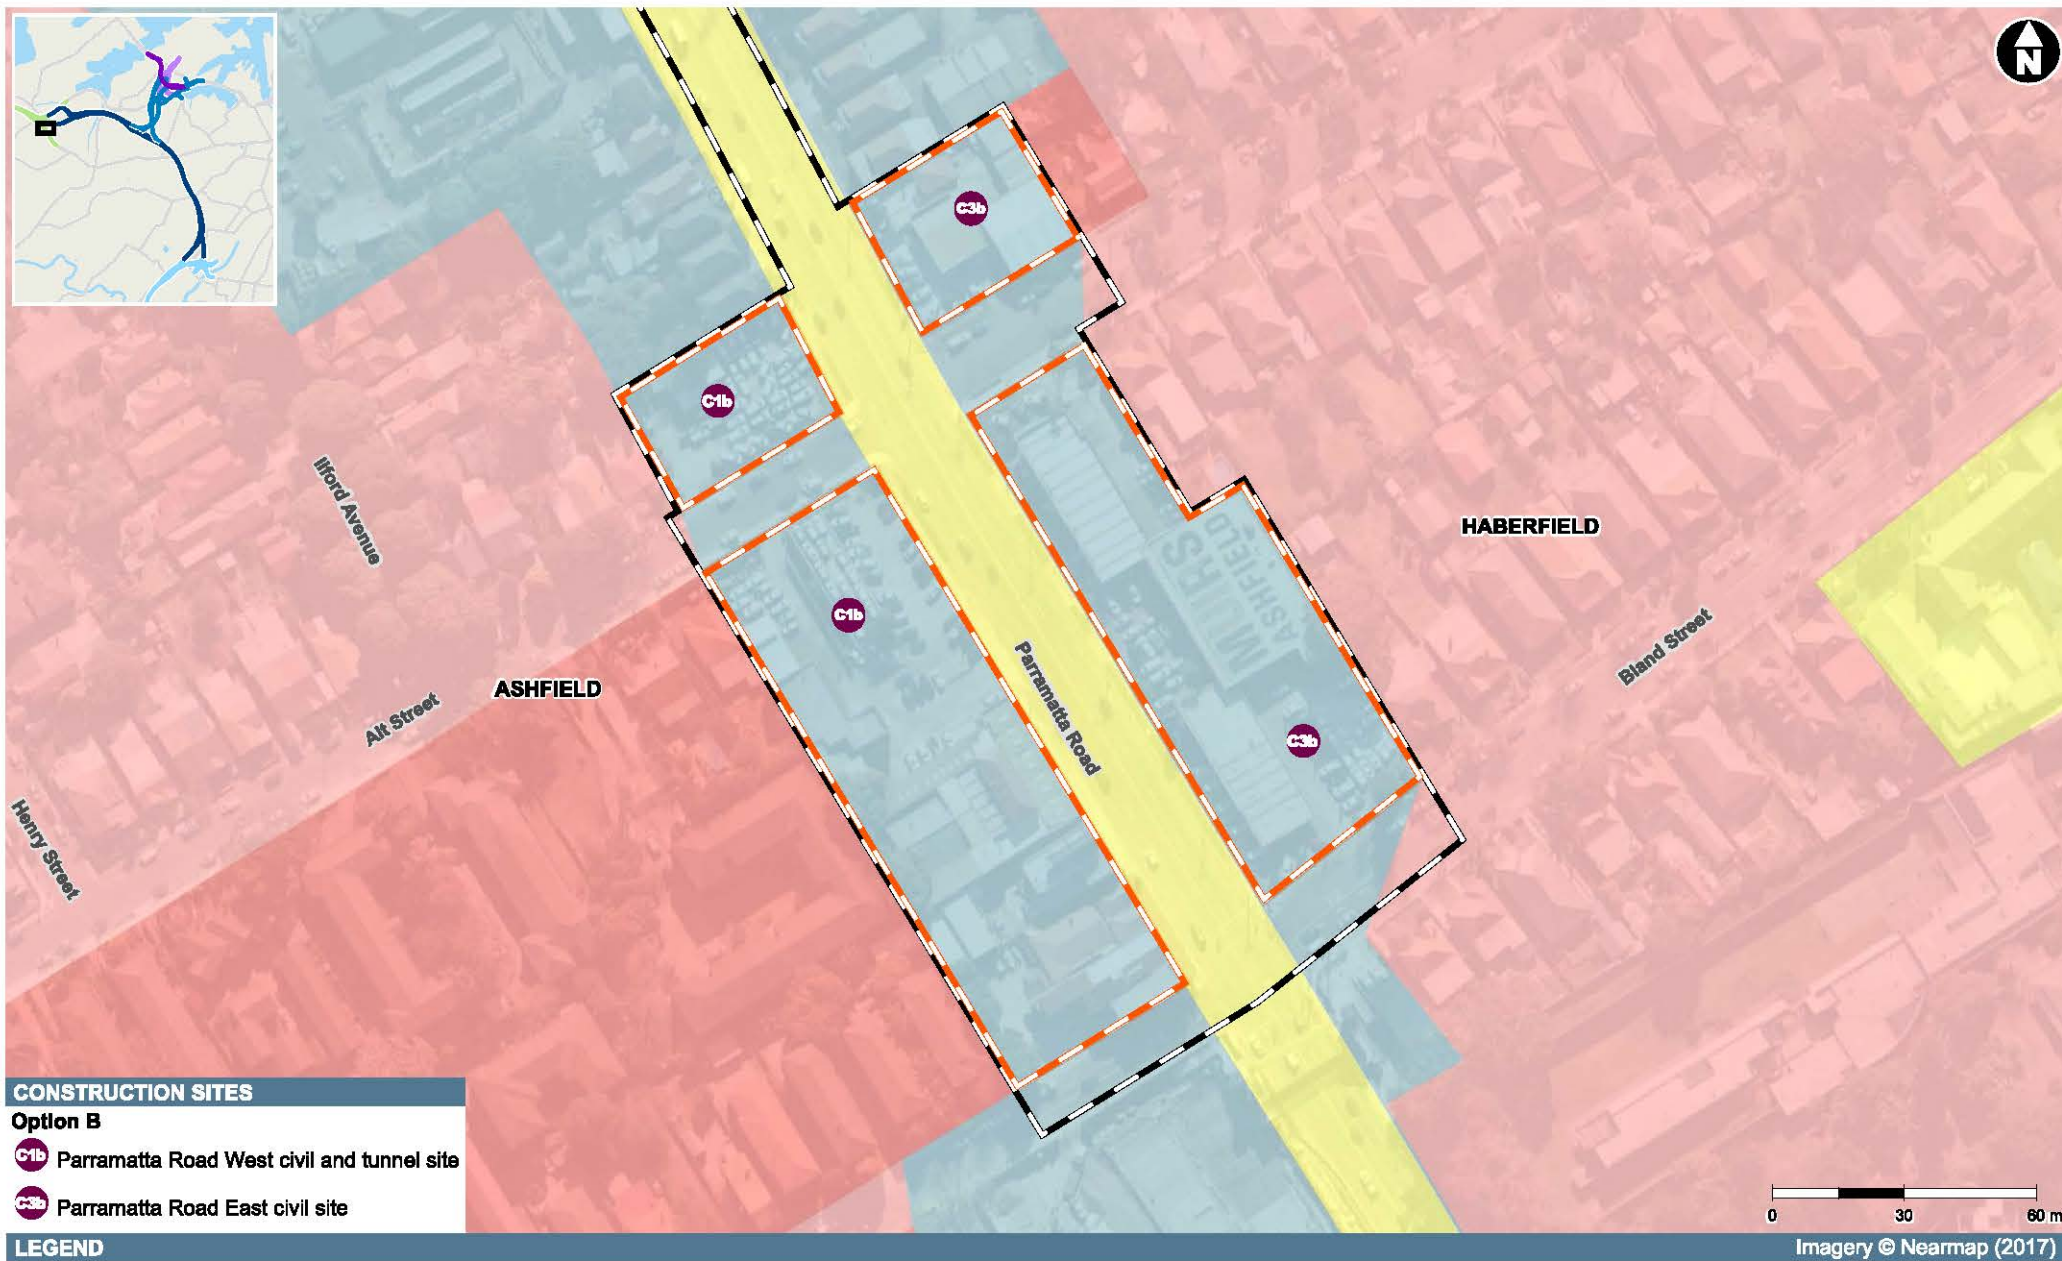 N
C3b
C1b
Ilford Avenue
HABERFIELD
MOTORS
ASHFIELD
C1b
Bland Street
Parramatta Road
ASHFIELD
Alt Street
C3b
WASH
Henry Street
CONSTRUCTION SITES
Option B
C1b Parramatta Road West civil and tunnel site
C3b Parramatta Road East civil site
0 30 60 m
LEGEND
Imagery © Nearmap (2017)